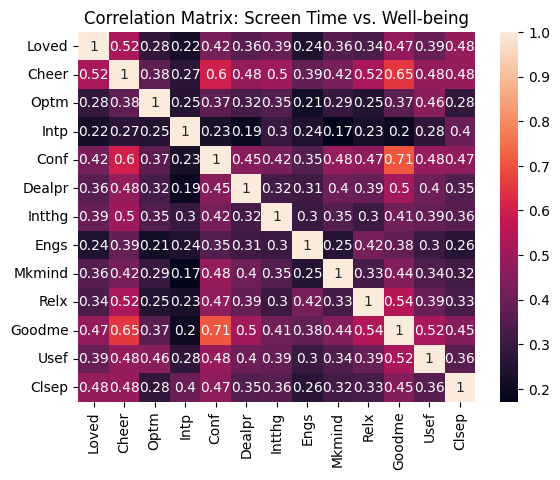 Correlation Matrix: Screen Time vs. Well-being
Loved 1 0.52 0.28 0.22 0.42 0.36 0.39 0.24 0.36 0.34 0.47 0.39 0.48
Cheer 0.52 1 0.38 0.27 0.6 0.48 0.5 0.39 0.42 0.52 0.65 0.48 0.48
Optm 0.28 0.38 1 0.25 0.37 0.32 0.35 0.21 0.29 0.25 0.37 0.46 0.28
Intp 0.22 0.27 0.25 1 0.23 0.19 0.3 0.24 0.17 0.23 0.2 0.28 0.4
Conf 0.42 0.6 0.37 0.23 1 0.45 0.42 0.35 0.48 0.47 0.71 0.48 0.47
Dealpr 0.36 0.48 0.32 0.19 0.45 1 0.32 0.31 0.4 0.39 0.5 0.4 0.35
Intthg 0.39 0.5 0.35 0.3 0.42 0.32 1 0.3 0.35 0.3 0.41 0.39 0.36
Engs 0.24 0.39 0.21 0.24 0.35 0.31 0.3 1 0.25 0.42 0.38 0.3 0.26
Mkmind 0.36 0.42 0.29 0.17 0.48 0.4 0.35 0.25 1 0.33 0.44 0.34 0.32
Relx 0.34 0.52 0.25 0.23 0.47 0.39 0.3 0.42 0.33 1 0.54 0.39 0.33
Goodme 0.47 0.65 0.37 0.2 0.71 0.5 0.41 0.38 0.44 0.54 1 0.52 0.45
Usef 0.39 0.48 0.46 0.28 0.48 0.4 0.39 0.3 0.34 0.39 0.52 1 0.36
Clsep 0.48 0.48 0.28 0.4 0.47 0.35 0.36 0.26 0.32 0.33 0.45 0.36 1
Loved Cheer Optm Intp Conf Dealpr Intthg Engs Mkmind Relx Goodme Usef Clsep
1.0
0.9
0.8
0.7
0.6
0.5
0.4
0.3
0.2